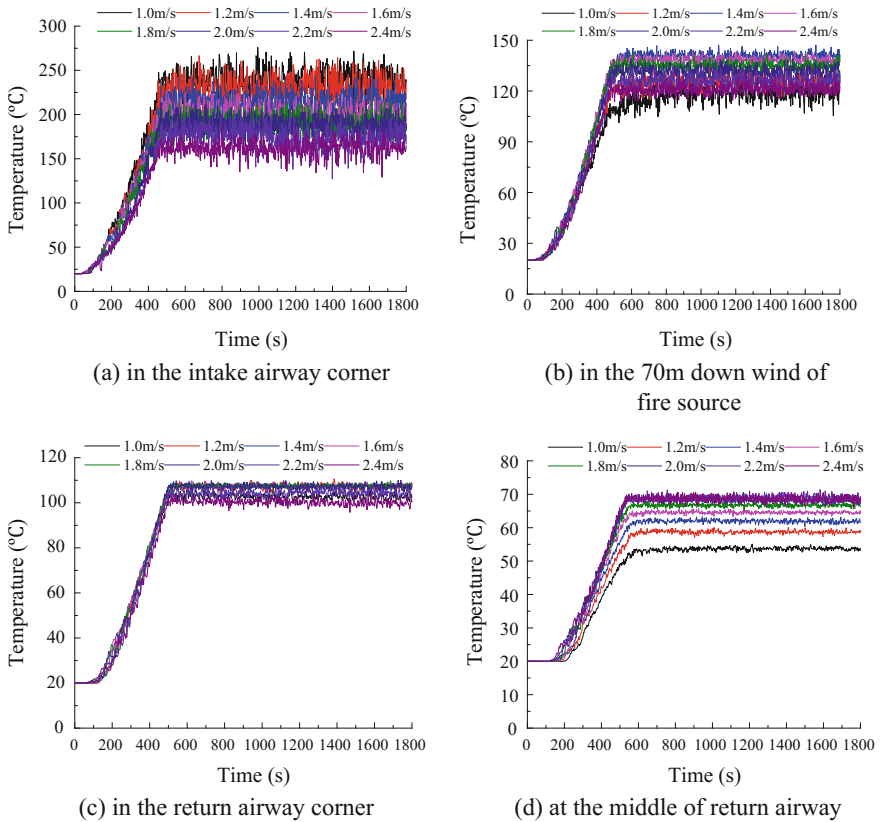 1.0m/s 1.2m/s 1.4m/s 1.6m/s
1.8m/s 2.0m/s 2.2m/s 2.4m/s
300
250
200
150
100
50
0
Temperature (°C)
0 200 400 600 800 1000 1200 1400 1600 1800
Time (s)
(a) in the intake airway corner
1.0m/s 1.2m/s 1.4m/s 1.6m/s
1.8m/s 2.0m/s 2.2m/s 2.4m/s
150
120
90
60
30
0
Temperature (°C)
0 200 400 600 800 1000 1200 1400 1600 1800
Time (s)
(b) in the 70m down wind of
fire source
1.0m/s 1.2m/s 1.4m/s 1.6m/s
1.8m/s 2.0m/s 2.2m/s 2.4m/s
120
100
80
60
40
20
0
Temperature (°C)
0 200 400 600 800 1000 1200 1400 1600 1800
Time (s)
(c) in the return airway corner
1.0m/s 1.2m/s 1.4m/s 1.6m/s
1.8m/s 2.0m/s 2.2m/s 2.4m/s
80
70
60
50
40
30
20
10
0
Temperature (°C)
0 200 400 600 800 1000 1200 1400 1600 1800
Time (s)
(d) at the middle of return airway